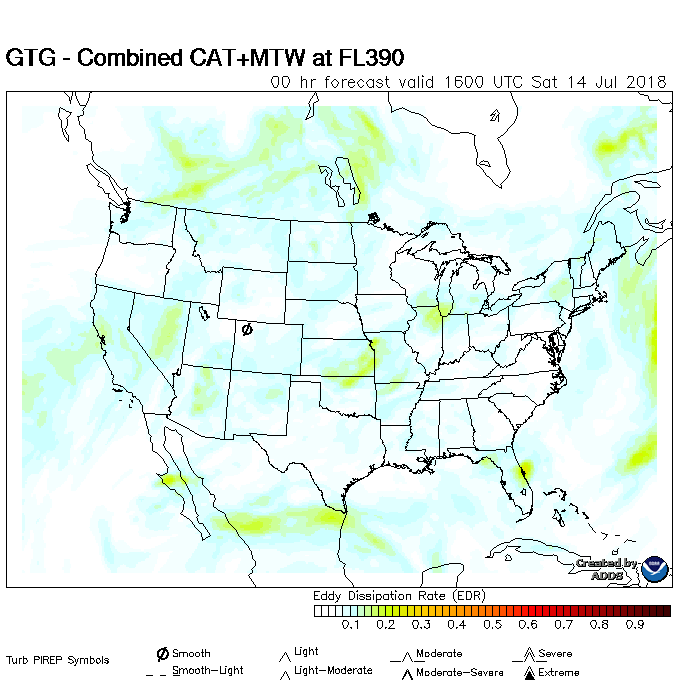 GTG - Combined CAT+MTW at FL390
00 hr forecast valid 1600 UTC Sat 14 Jul 2018
Created by
ADDS
Eddy Dissipation Rate (EDR)
0.1 0.2 0.3 0.4 0.5 0.6 0.7 0.8 0.9
Turb PIREP Symbols
Smooth Light Moderate Severe
Smooth-Light Light-Moderate Moderate-Severe Extreme